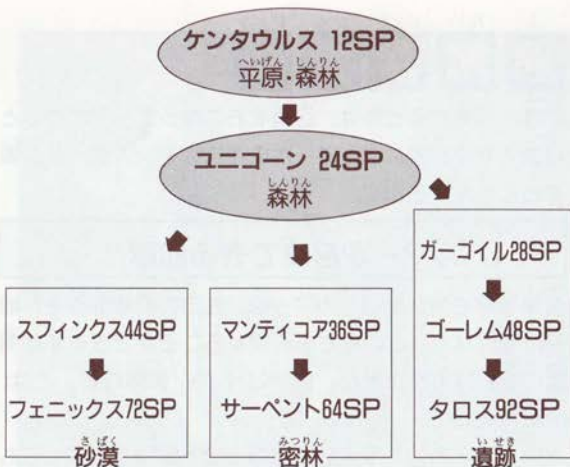 ケンタウルス 12SP
へいげん しんりん
平原・森林
ユニコーン 24SP
しんりん
森林
スフィンクス44SP
フェニックス72SP
さばく
砂漠
マンティコア36SP
サーペント64SP
みつりん
密林
ガーゴイル28SP
ゴーレム48SP
タロス92SP
いせき
遺跡